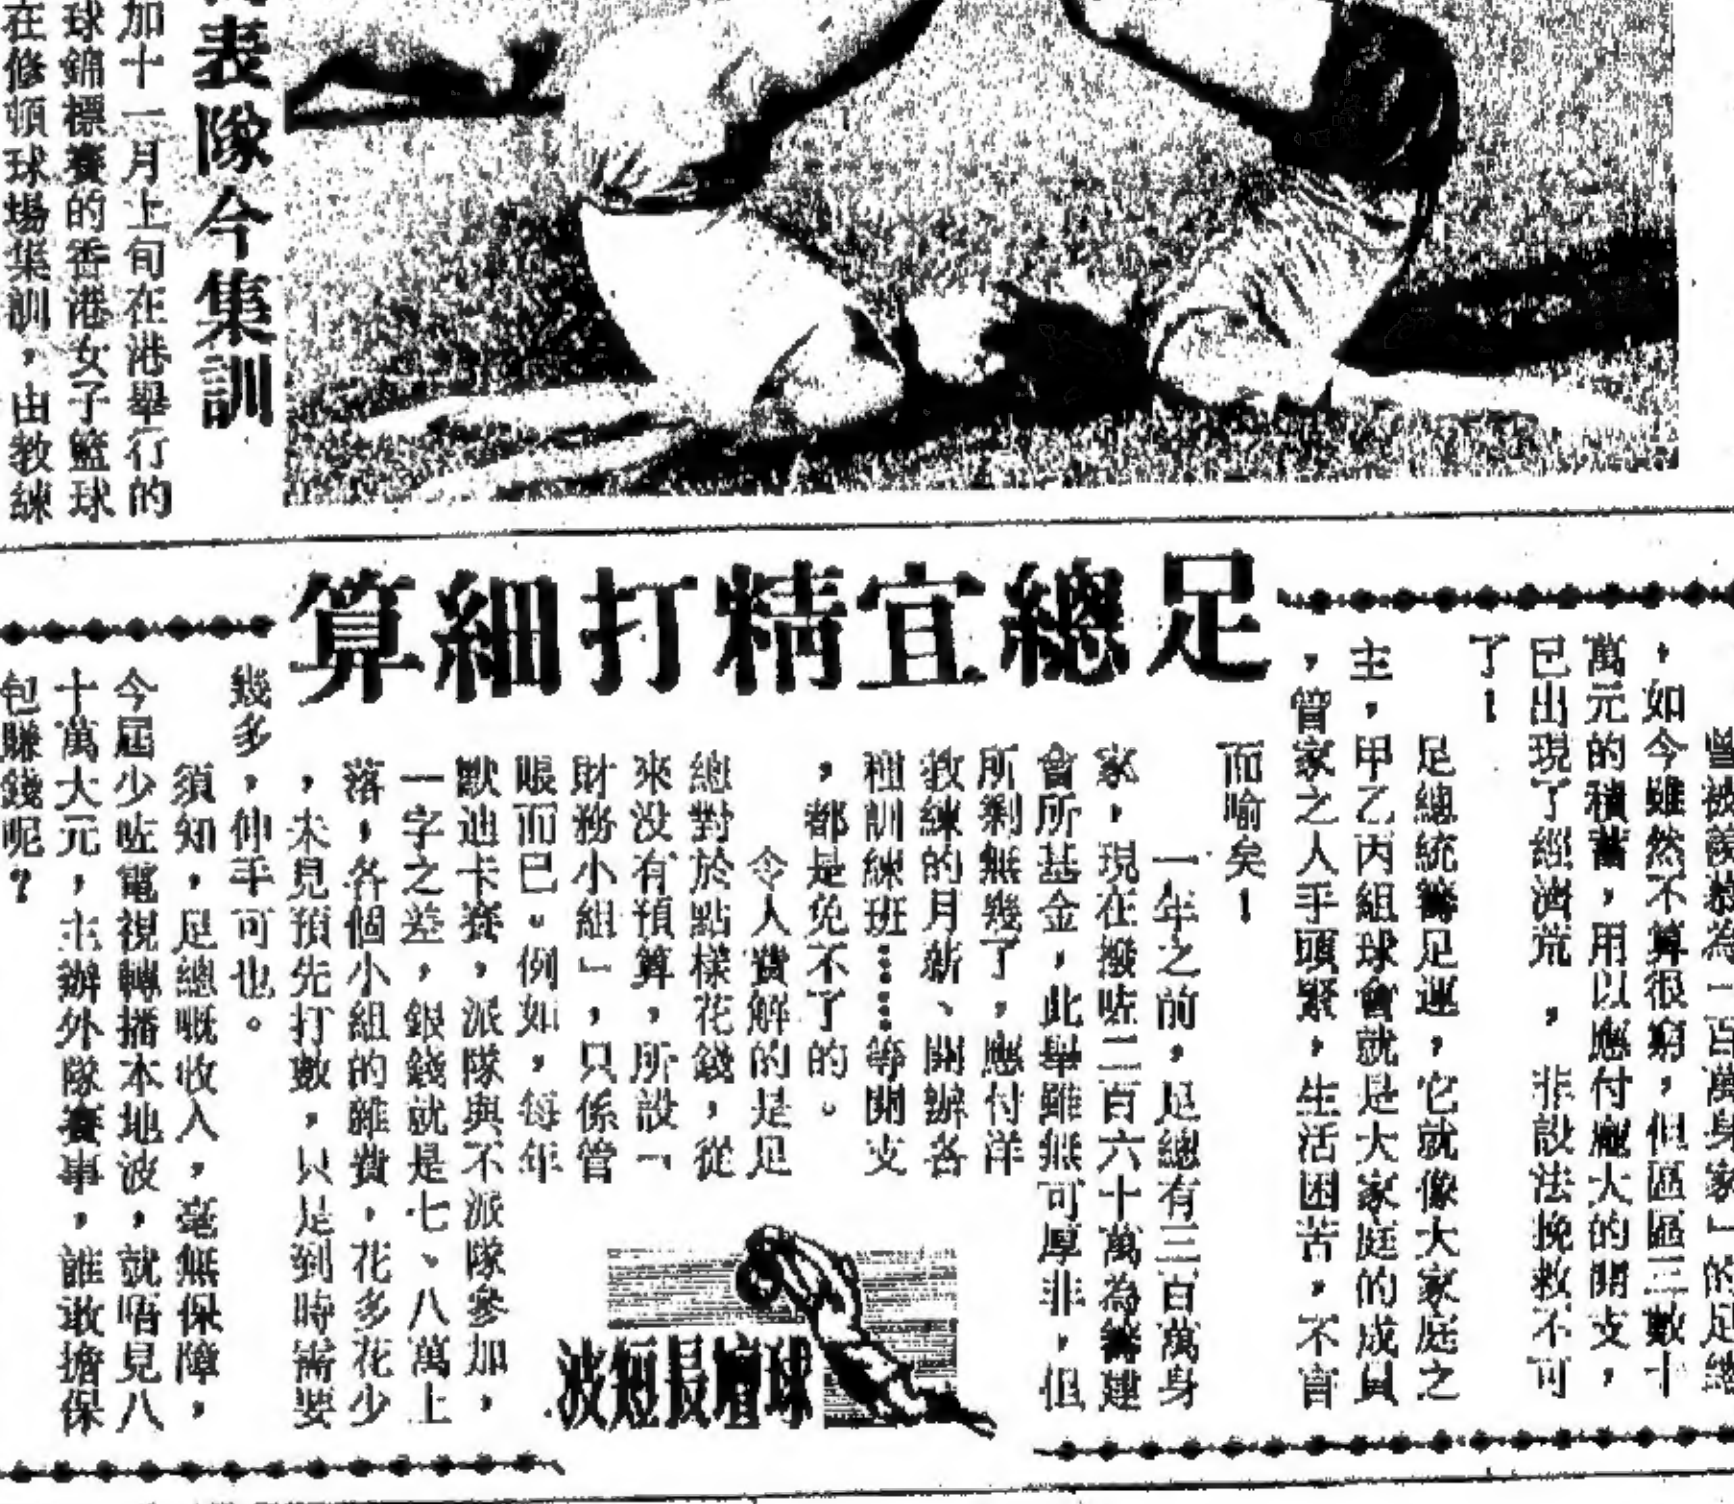 表隊今集訓
加十一月上旬在港舉行的
球錦標賽的香港女子籃球
在修頓球場集訓，由教練
足總宜精打細算
球壇長短波
，如今雖然不算很窮，但區區三數十
萬元的積蓄，用以應付龐大的開支，
已出現了經濟荒，非設法挽救不可
了！
足總統籌足運，它就像大家庭之
主，甲乙丙組球會就是大家庭的成員
，管家之人手頭緊，生活困苦，不言
而喻矣！
一年之前，足總有三百萬身
家，現在撥咗二百六十萬為籌建
會所基金，此舉雖無可厚非，但
所剩無幾了，應付洋
教練的月薪、開辦各
種訓練班……等開支
，都是免不了的。
令人費解的是足
總對於點樣花錢，從
來没有預算，所設「
財務小組」，只係管
賬而已。例如，每年
默迪卡賽，派隊與不派隊參加，
一字之差，銀錢就是七、八萬上
落，各個小組的雜費，花多花少
，未見預先打數，只是到時需要
幾多，伸手可也。
須知，足總嘅收入，毫無保障，
今屆少咗電視轉播本地波，就唔見八
十萬大元，主辦外隊賽事，誰敢擔保
包賺錢呢？